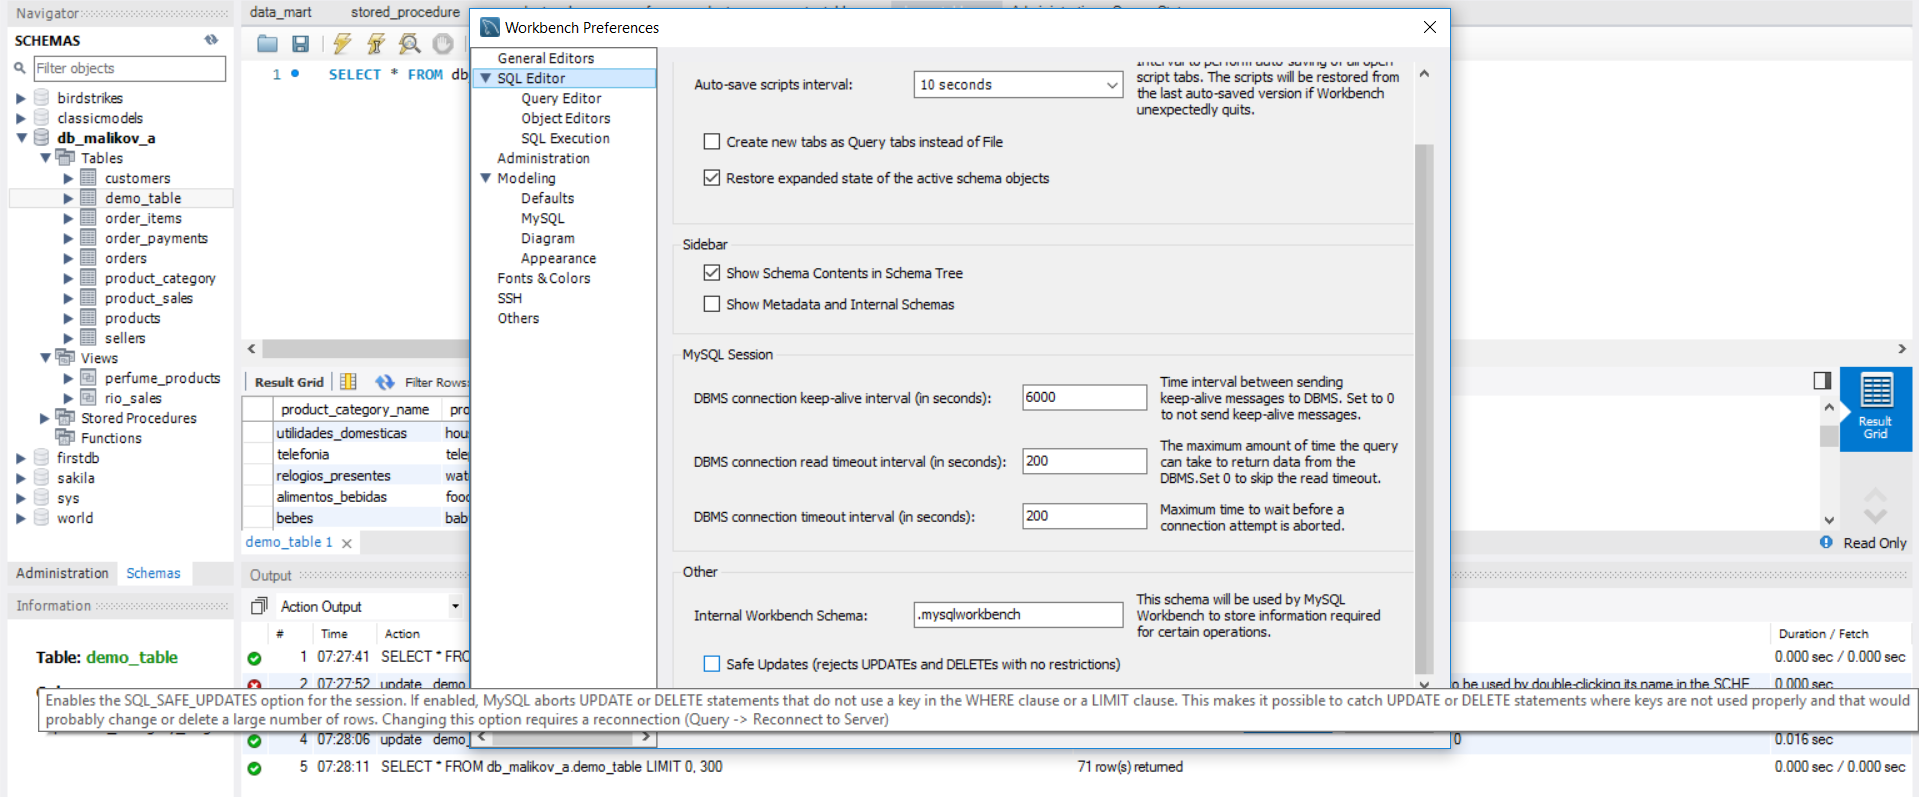 Navigator
SCHEMAS
Filter objects
birdstrikes
classicmodels
db_malikov_a
Tables
customers
demo_table
order_items
order_payments
orders
product_category
product_sales
products
sellers
Views
perfume_products
rio_sales
Stored Procedures
Functions
firstdb
sakila
sys
world
Administration Schemas
Information
Table: demo_table
data_mart stored_procedure
1 SELECT * FROM db
Result Grid Filter Rows:
product_category_name pro
utilidades_domesticas hou
telefonia tele
relogios_presentes wat
alimentos_bebidas food
bebes bab
demo_table 1
Result
Grid
Read Only
Workbench Preferences
General Editors
SQL Editor
Query Editor
Object Editors
SQL Execution
Administration
Modeling
Defaults
MySQL
Diagram
Appearance
Fonts & Colors
SSH
Others
Auto-save scripts interval: 10 seconds
Interval to perform auto-saving of all open
script tabs. The scripts will be restored from
the last auto-saved version if Workbench
unexpectedly quits.
Create new tabs as Query tabs instead of File
Restore expanded state of the active schema objects
Sidebar
Show Schema Contents in Schema Tree
Show Metadata and Internal Schemas
MySQL Session
DBMS connection keep-alive interval (in seconds): 6000
Time interval between sending
keep-alive messages to DBMS. Set to 0
to not send keep-alive messages.
DBMS connection read timeout interval (in seconds): 200
The maximum amount of time the query
can take to return data from the
DBMS.Set 0 to skip the read timeout.
DBMS connection timeout interval (in seconds): 200
Maximum time to wait before a
connection attempt is aborted.
Other
Internal Workbench Schema: .mysqlworkbench
This schema will be used by MySQL
Workbench to store information required
for certain operations.
Safe Updates (rejects UPDATEs and DELETEs with no restrictions)
Output
Action Output
# Time Action Duration / Fetch
1 07:27:41 SELECT * FRO 0.000 sec / 0.000 sec
2 07:27:52 update demo o be used by double-clicking its name in the SCHE... 0.000 sec
Enables the SQL_SAFE_UPDATES option for the session. If enabled, MySQL aborts UPDATE or DELETE statements that do not use a key in the WHERE clause or a LIMIT clause. This makes it possible to catch UPDATE or DELETE statements where keys are not used properly and that would
probably change or delete a large number of rows. Changing this option requires a reconnection (Query -> Reconnect to Server)
4 07:28:06 update demo_ 0 0.016 sec
5 07:28:11 SELECT * FROM db_malikov_a.demo_table LIMIT 0, 300 71 row(s) returned 0.000 sec / 0.000 sec